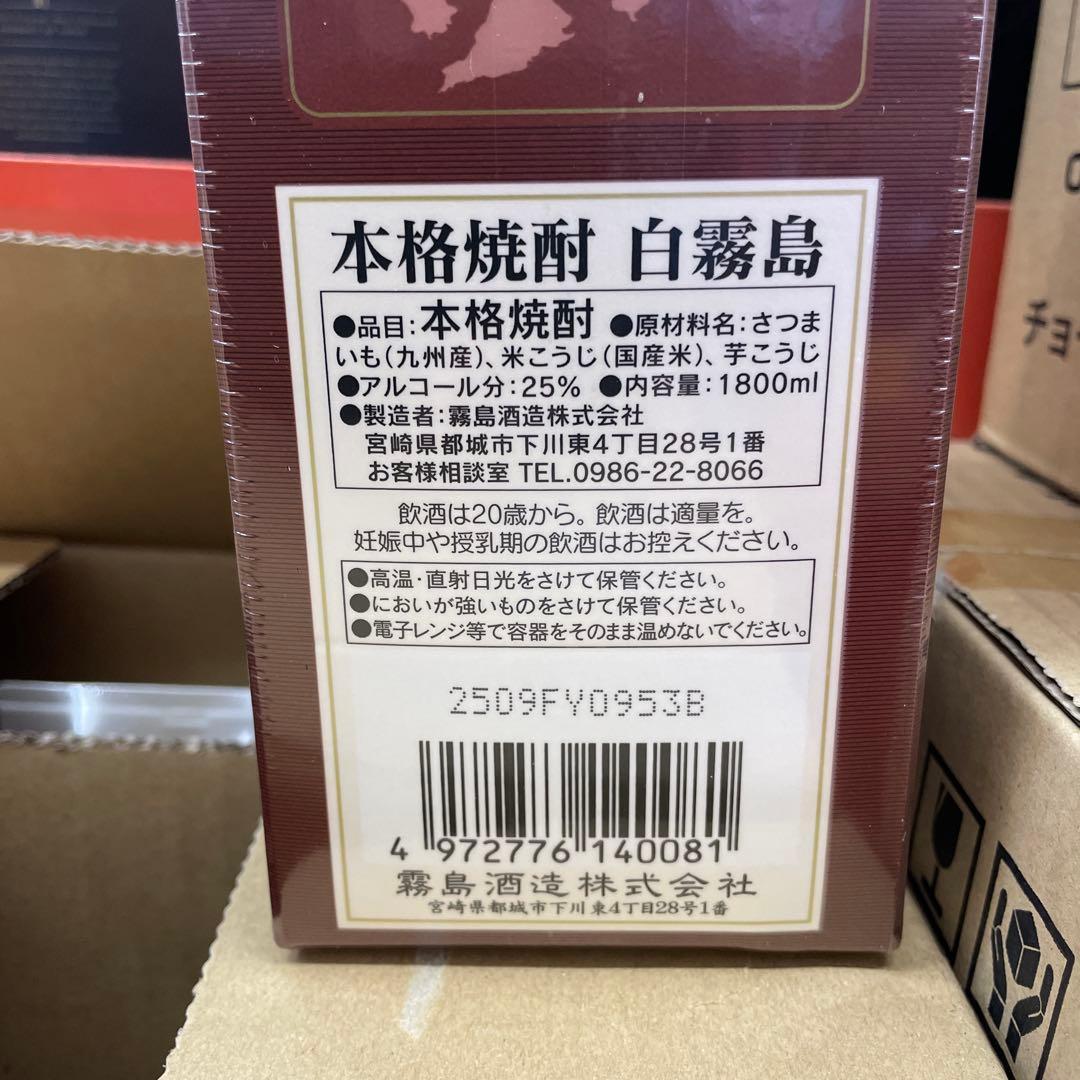 本格焼酎 白霧島
●品目:本格焼酎 ●原材料名:さつま
いも(九州産)、米こうじ(国産米)、芋こうじ
●アルコール分:25% ●内容量:1800ml
●製造者:霧島酒造株式会社
宮崎県都城市下川東4丁目28号1番
お客様相談室 TEL.0986-22-8066
飲酒は20歳から。飲酒は適量を。
妊娠中や授乳期の飲酒はお控えください。
●高温・直射日光をさけて保管ください。
●においが強いものをさけて保管ください。
●電子レンジ等で容器をそのまま温めないでください。
2509FY0953B
4 972776 140081
霧島酒造株式会社
宮崎県都城市下川東4丁目28号1番
チョー